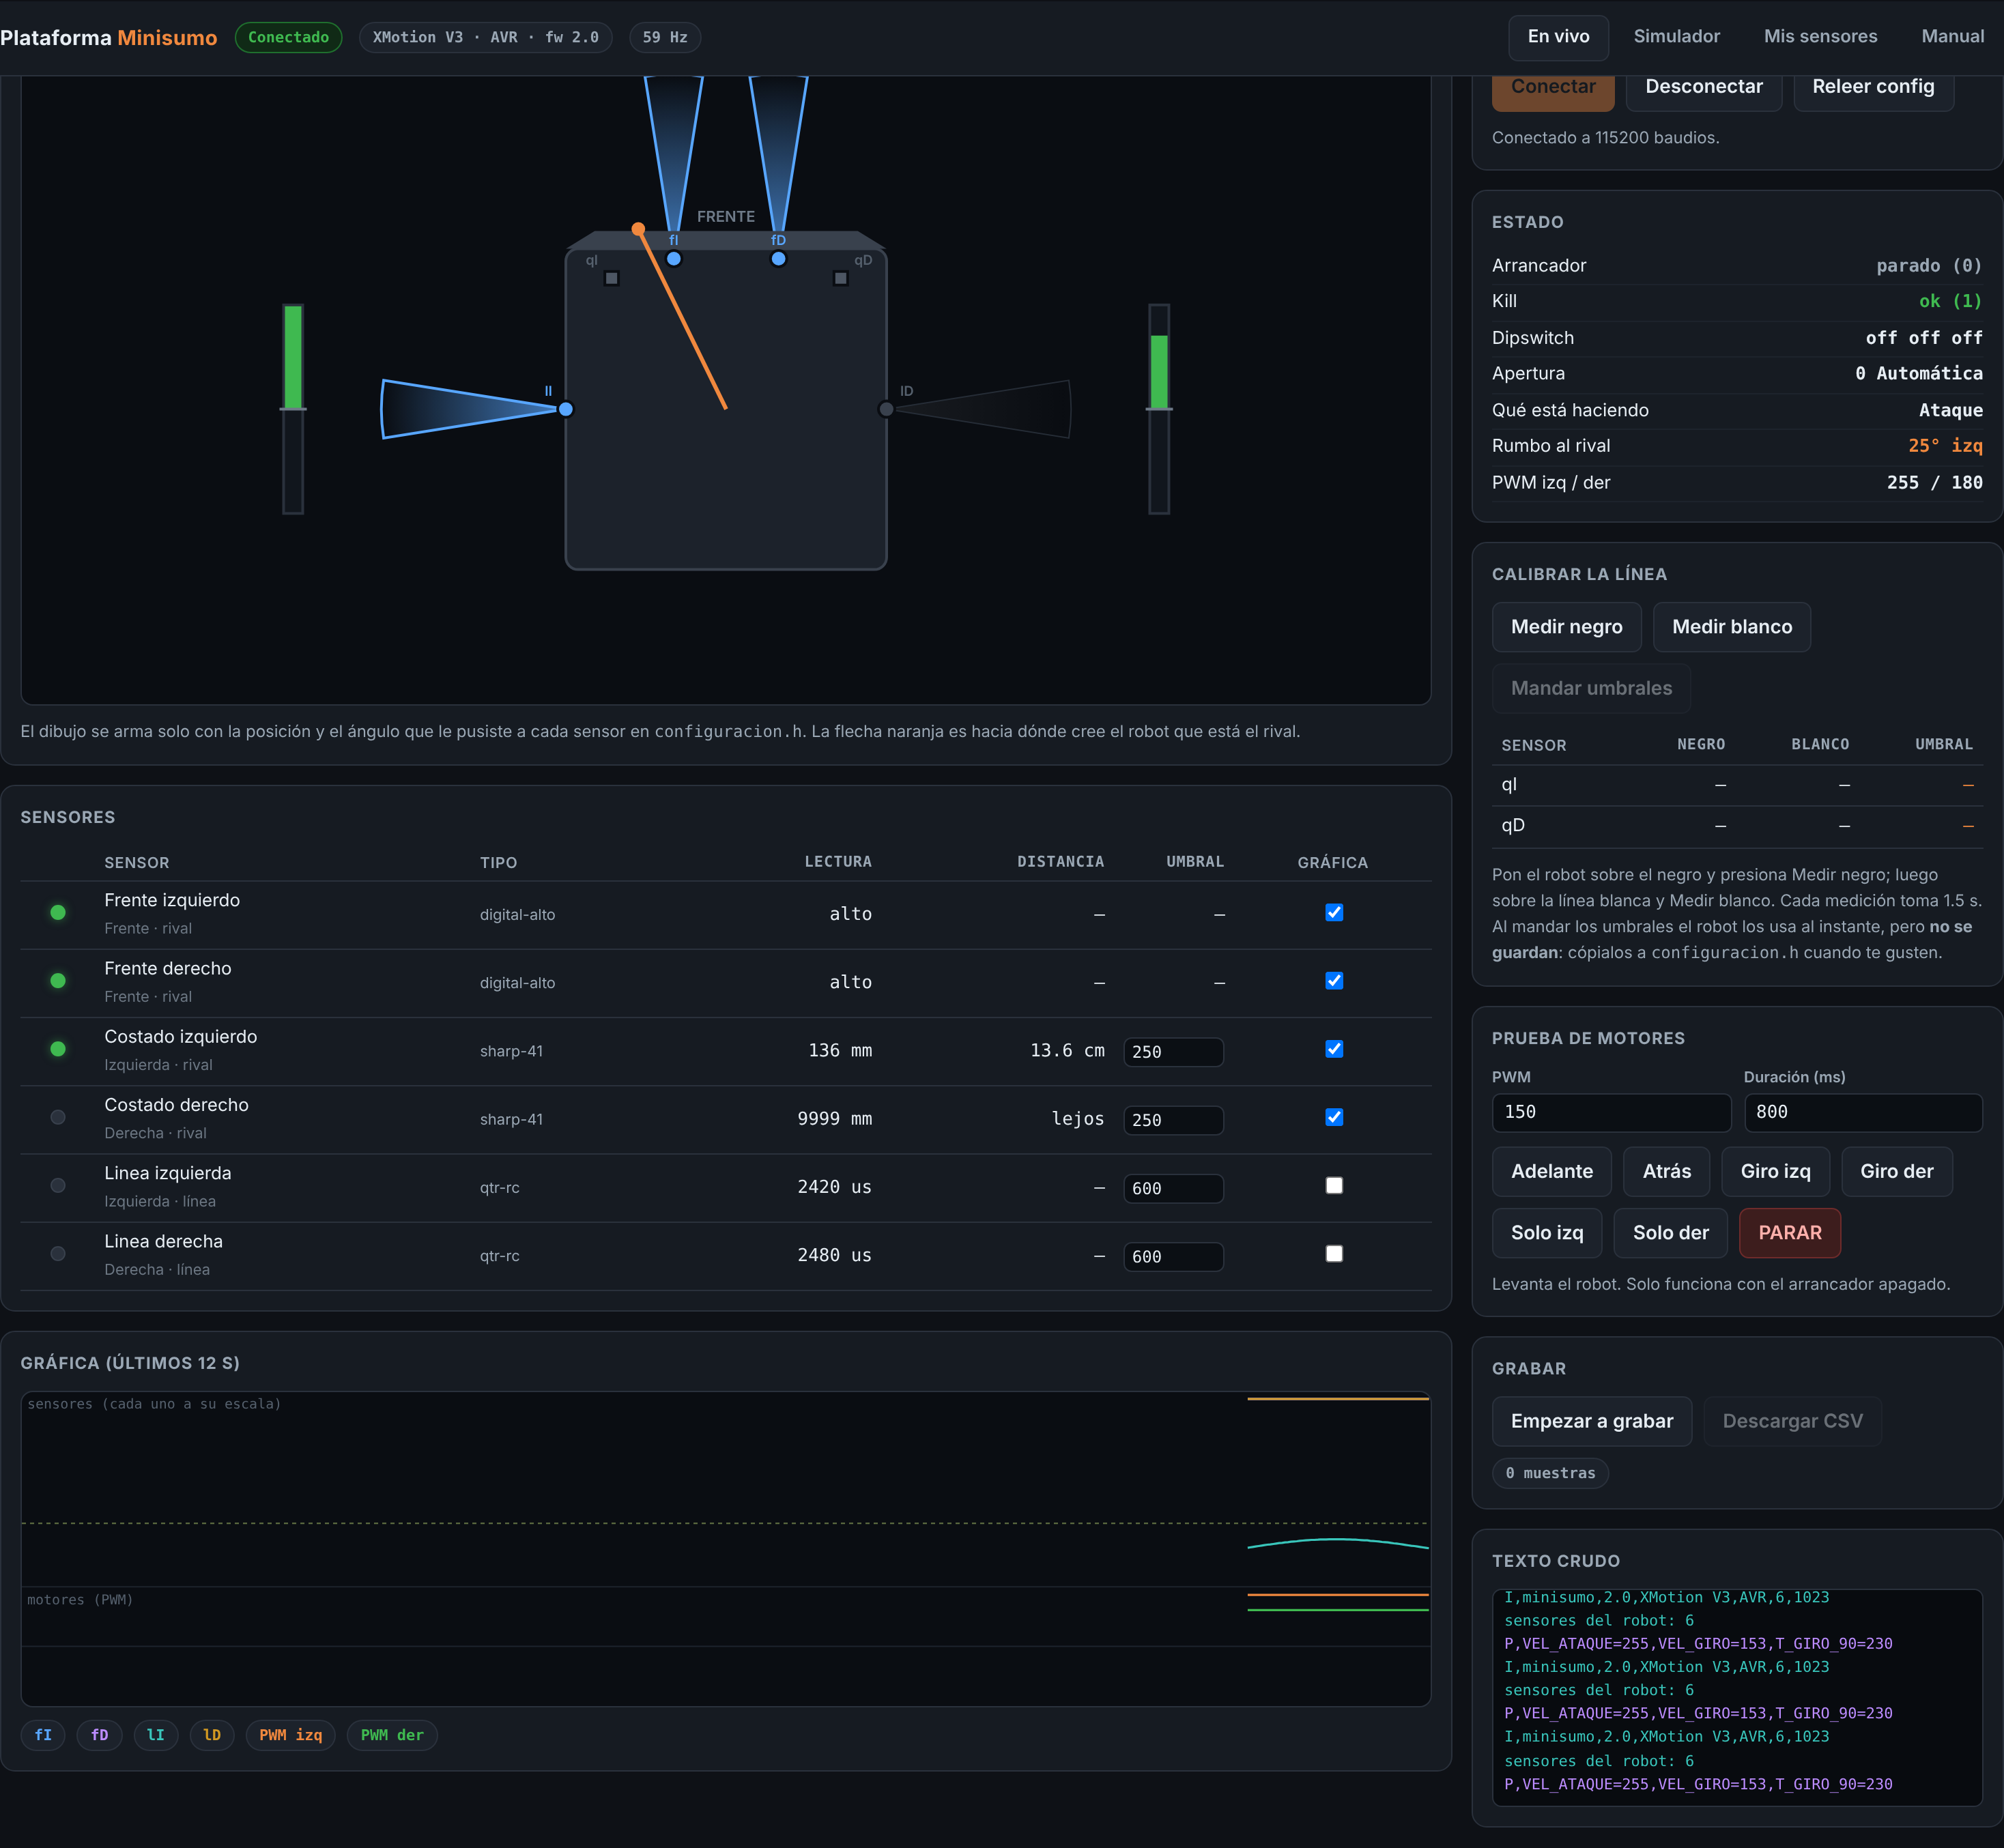 Plataforma Minisumo
Conectado
XMotion V3 · AVR · fw 2.0
59 Hz
En vivo
Simulador
Mis sensores
Manual
FRENTE
fI
fD
qI
qD
lI
lD
El dibujo se arma solo con la posición y el ángulo que le pusiste a cada sensor en configuracion.h. La flecha naranja es hacia dónde cree el robot que está el rival.
SENSORES
SENSOR TIPO LECTURA DISTANCIA UMBRAL GRÁFICA
Frente izquierdo digital-alto alto — —
Frente · rival
Frente derecho digital-alto alto — —
Frente · rival
Costado izquierdo sharp-41 136 mm 13.6 cm 250
Izquierda · rival
Costado derecho sharp-41 9999 mm lejos 250
Derecha · rival
Linea izquierda qtr-rc 2420 us — 600
Izquierda · línea
Linea derecha qtr-rc 2480 us — 600
Derecha · línea
GRÁFICA (ÚLTIMOS 12 S)
sensores (cada uno a su escala)
motores (PWM)
fI fD lI lD PWM izq PWM der
Conectar Desconectar Releer config
Conectado a 115200 baudios.
ESTADO
Arrancador parado (0)
Kill ok (1)
Dipswitch off off off
Apertura 0 Automática
Qué está haciendo Ataque
Rumbo al rival 25° izq
PWM izq / der 255 / 180
CALIBRAR LA LÍNEA
Medir negro Medir blanco
Mandar umbrales
SENSOR NEGRO BLANCO UMBRAL
qI — — —
qD — — —
Pon el robot sobre el negro y presiona Medir negro; luego
sobre la línea blanca y Medir blanco. Cada medición toma 1.5 s.
Al mandar los umbrales el robot los usa al instante, pero no se
guardan: cópialos a configuracion.h cuando te gusten.
PRUEBA DE MOTORES
PWM Duración (ms)
150 800
Adelante Atrás Giro izq Giro der
Solo izq Solo der PARAR
Levanta el robot. Solo funciona con el arrancador apagado.
GRABAR
Empezar a grabar Descargar CSV
0 muestras
TEXTO CRUDO
I,minisumo,2.0,XMotion V3,AVR,6,1023
sensores del robot: 6
P,VEL_ATAQUE=255,VEL_GIRO=153,T_GIRO_90=230
I,minisumo,2.0,XMotion V3,AVR,6,1023
sensores del robot: 6
P,VEL_ATAQUE=255,VEL_GIRO=153,T_GIRO_90=230
I,minisumo,2.0,XMotion V3,AVR,6,1023
sensores del robot: 6
P,VEL_ATAQUE=255,VEL_GIRO=153,T_GIRO_90=230